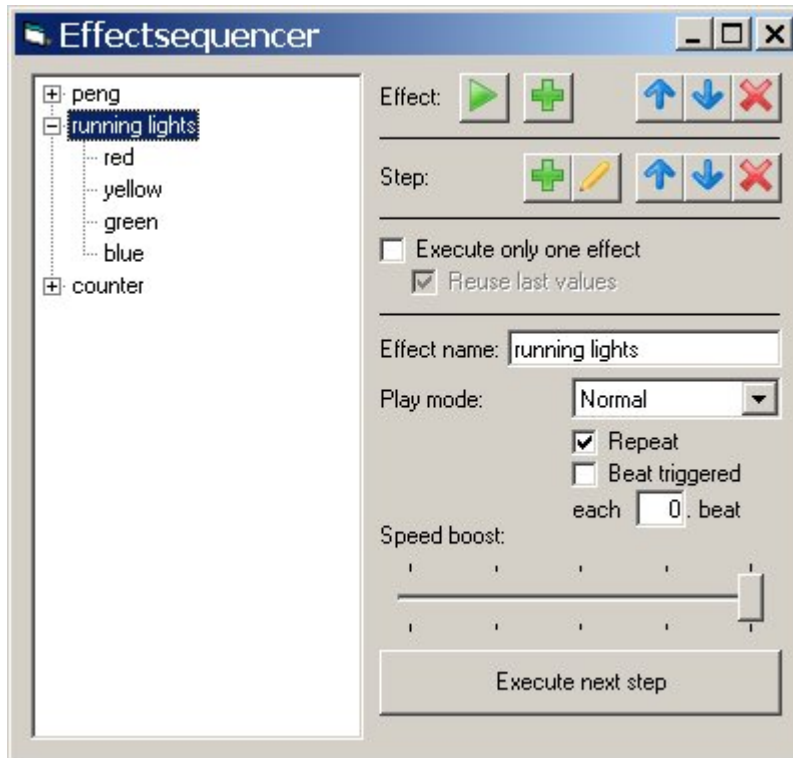 Effectsequencer
peng
running lights
red
yellow
green
blue
counter
Effect:
Step:
Execute only one effect
Reuse last values
Effect name: running lights
Play mode: Normal
Repeat
Beat triggered
each 0. beat
Speed boost:
Execute next step